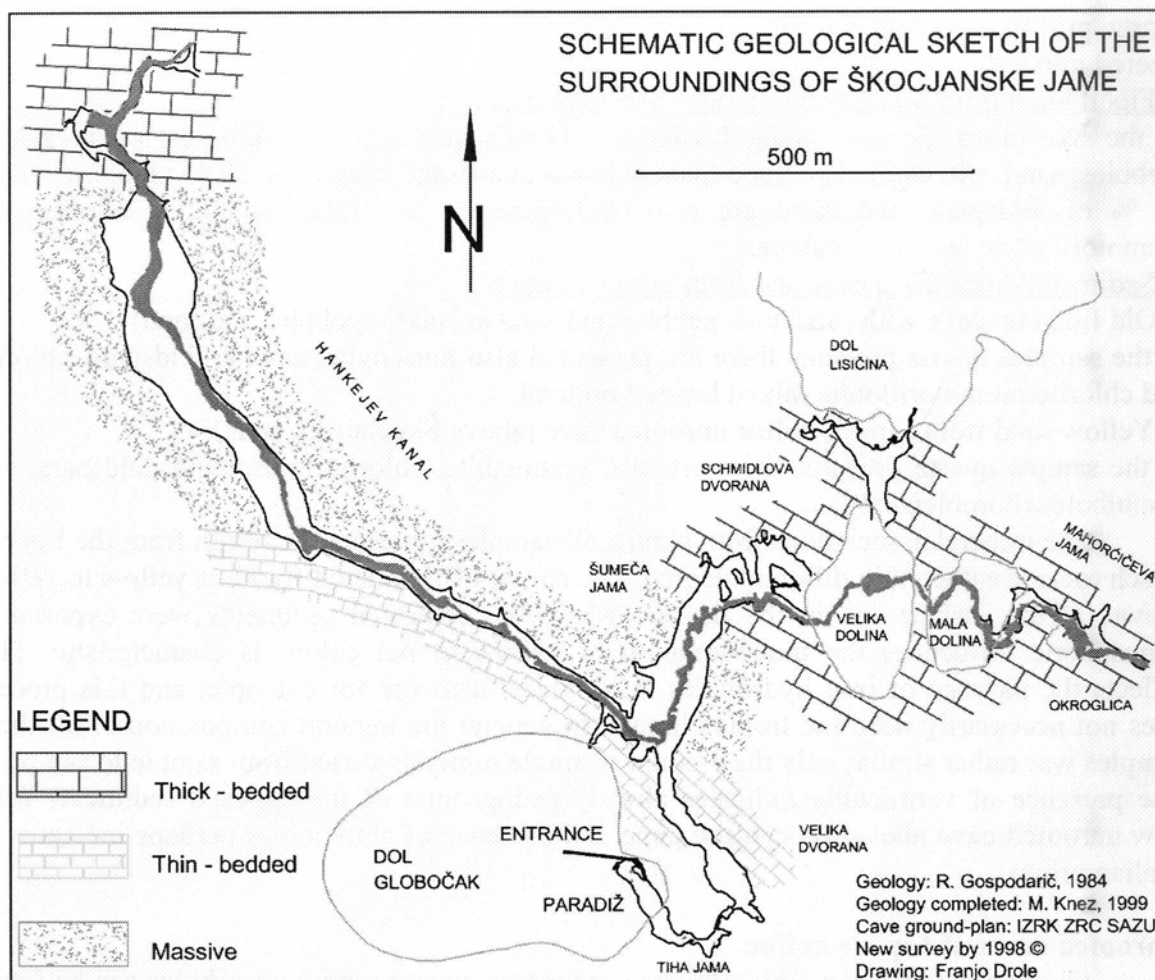 SCHEMATIC GEOLOGICAL SKETCH OF THE
SURROUNDINGS OF ŠKOCJANSKE JAME
N
500 m
HANKEJEV KANAL
DOL
LISIČINA
SCHMIDLOVA
DVORANA
MAHORČIČEVA
JAMA
ŠUMEČA
JAMA
VELIKA
DOLINA
MALA
DOLINA
OKROGLICA
LEGEND
Thick - bedded
Thin - bedded
Massive
ENTRANCE
DOL
GLOBOČAK
PARADIŽ
VELIKA
DVORANA
TIHA JAMA
Geology: R. Gospodarič, 1984
Geology completed: M. Knez, 1999
Cave ground-plan: IZRK ZRC SAZU
New survey by 1998 ©
Drawing: Franjo Drole